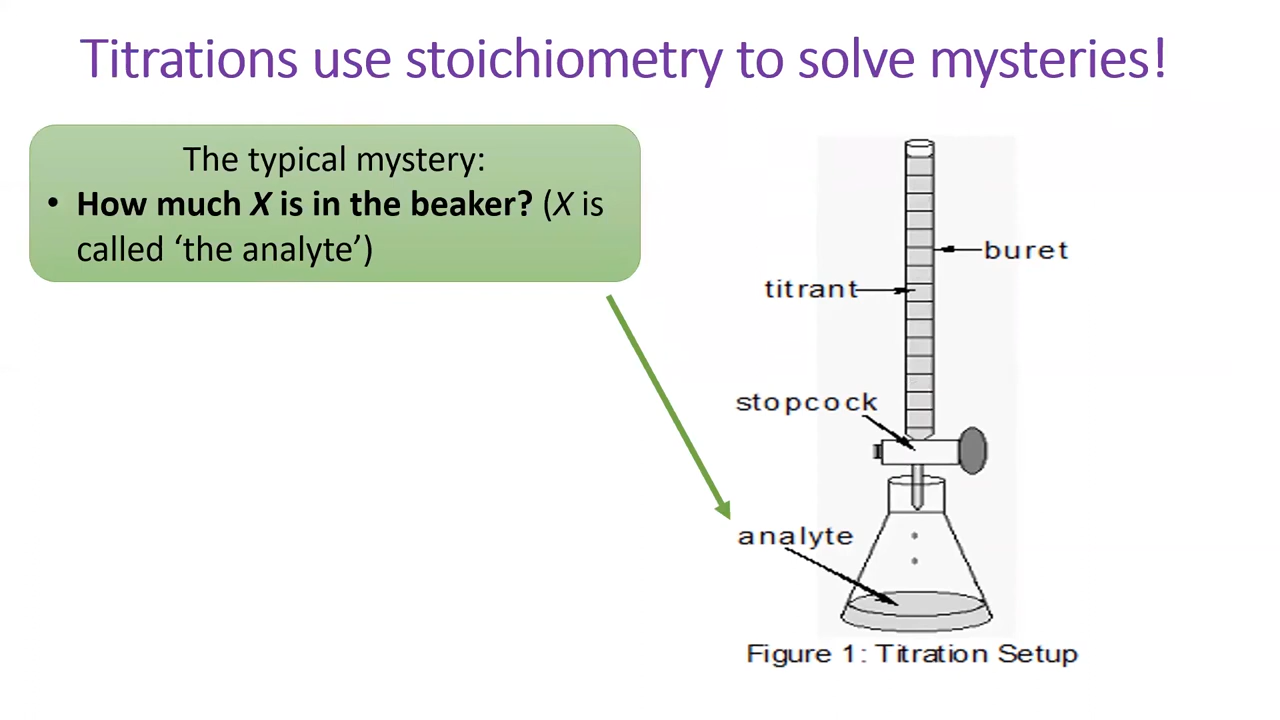 Titrations use stoichiometry to solve mysteries!
The typical mystery:
• How much X is in the beaker? (X is
called ‘the analyte’)
buret
titrant
stopcock
analyte
Figure 1: Titration Setup